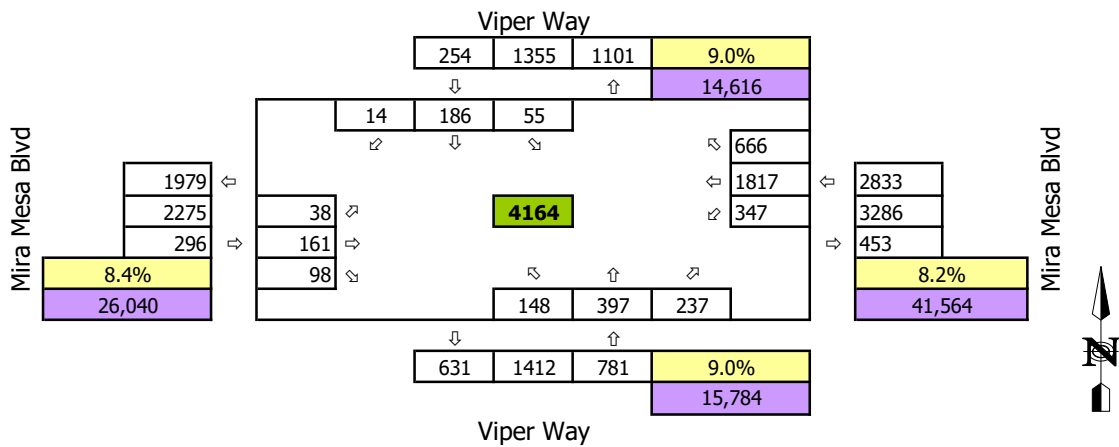 Viper Way
254 1355 1101 9.0%
⇩ ⇧ 14,616
14 186 55
⇙ ⇩ ⇘ ⇖ 666
1979 ⇦ ⇦ 1817 ⇦ 2833
2275 38 ⇗ 4164 ⇙ 347 3286
296 ⇨ 161 ⇨ ⇨ 453
8.4% 98 ⇘ ⇖ ⇧ ⇗ 8.2%
26,040 148 397 237 41,564
Mira Mesa Blvd
Mira Mesa Blvd
⇩ ⇧
631 1412 781 9.0%
15,784
Viper Way
N